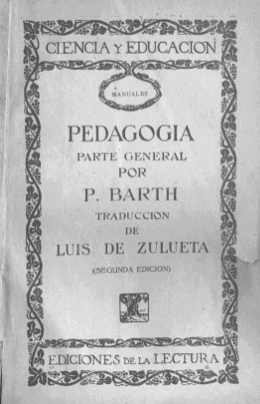 CIENCIA Y EDUCACION
MANUALES
PEDAGOGIA
PARTE GENERAL
POR
P. BARTH
TRADUCCION
DE
LUIS DE ZULUETA
(SEGUNDA EDICION)
EDICIONES DE LA LECTURA